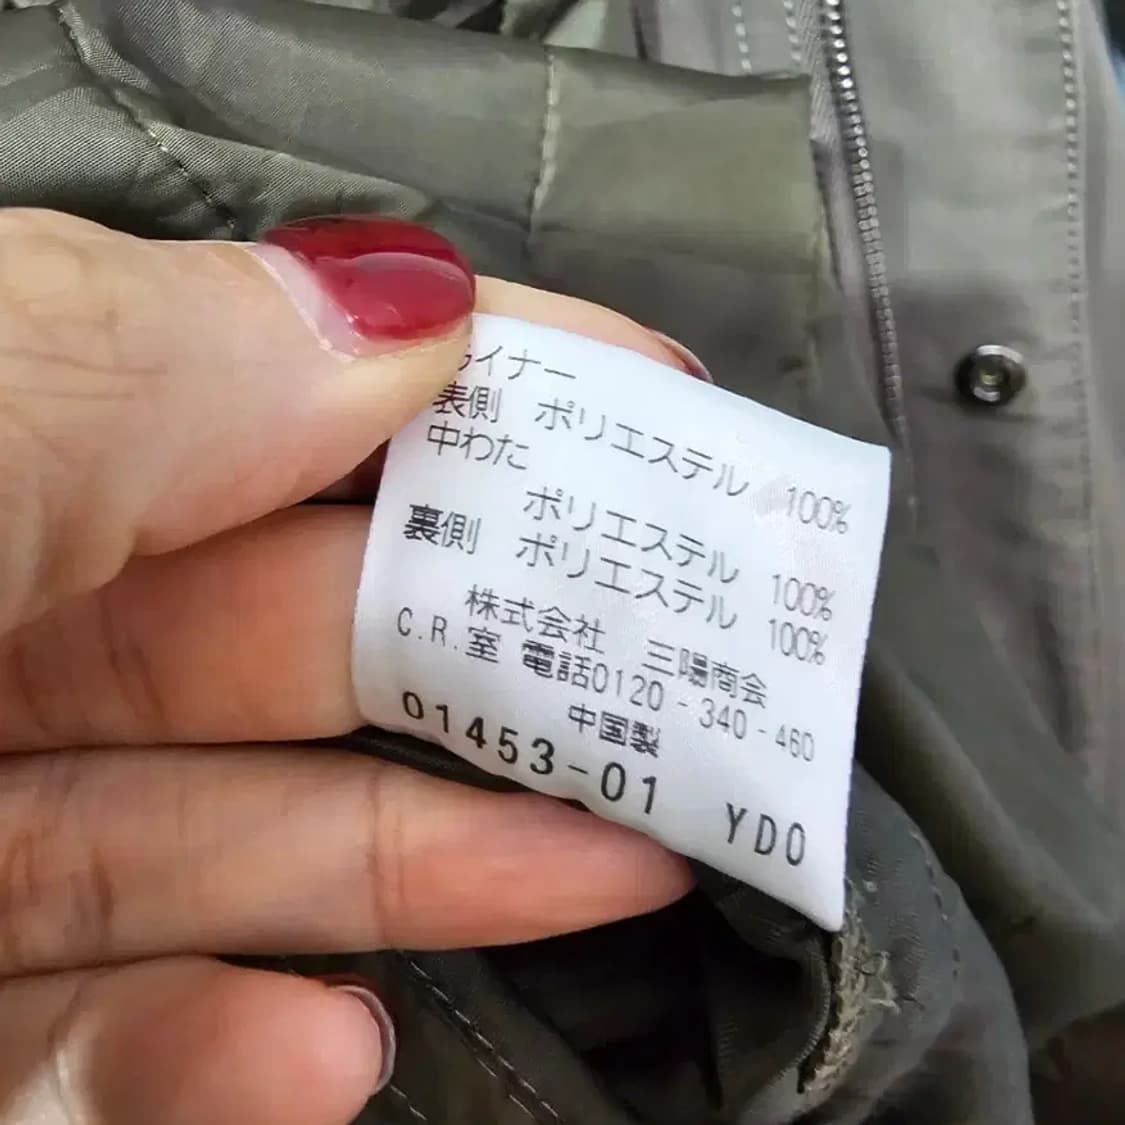 ライナー
表側 ポリエステル 100%
中わた
ポリエステル 100%
裏側 ポリエステル 100%
株式会社 三陽商会
C.R.室 電話0120-340-460
中国製
01453-01 YDO